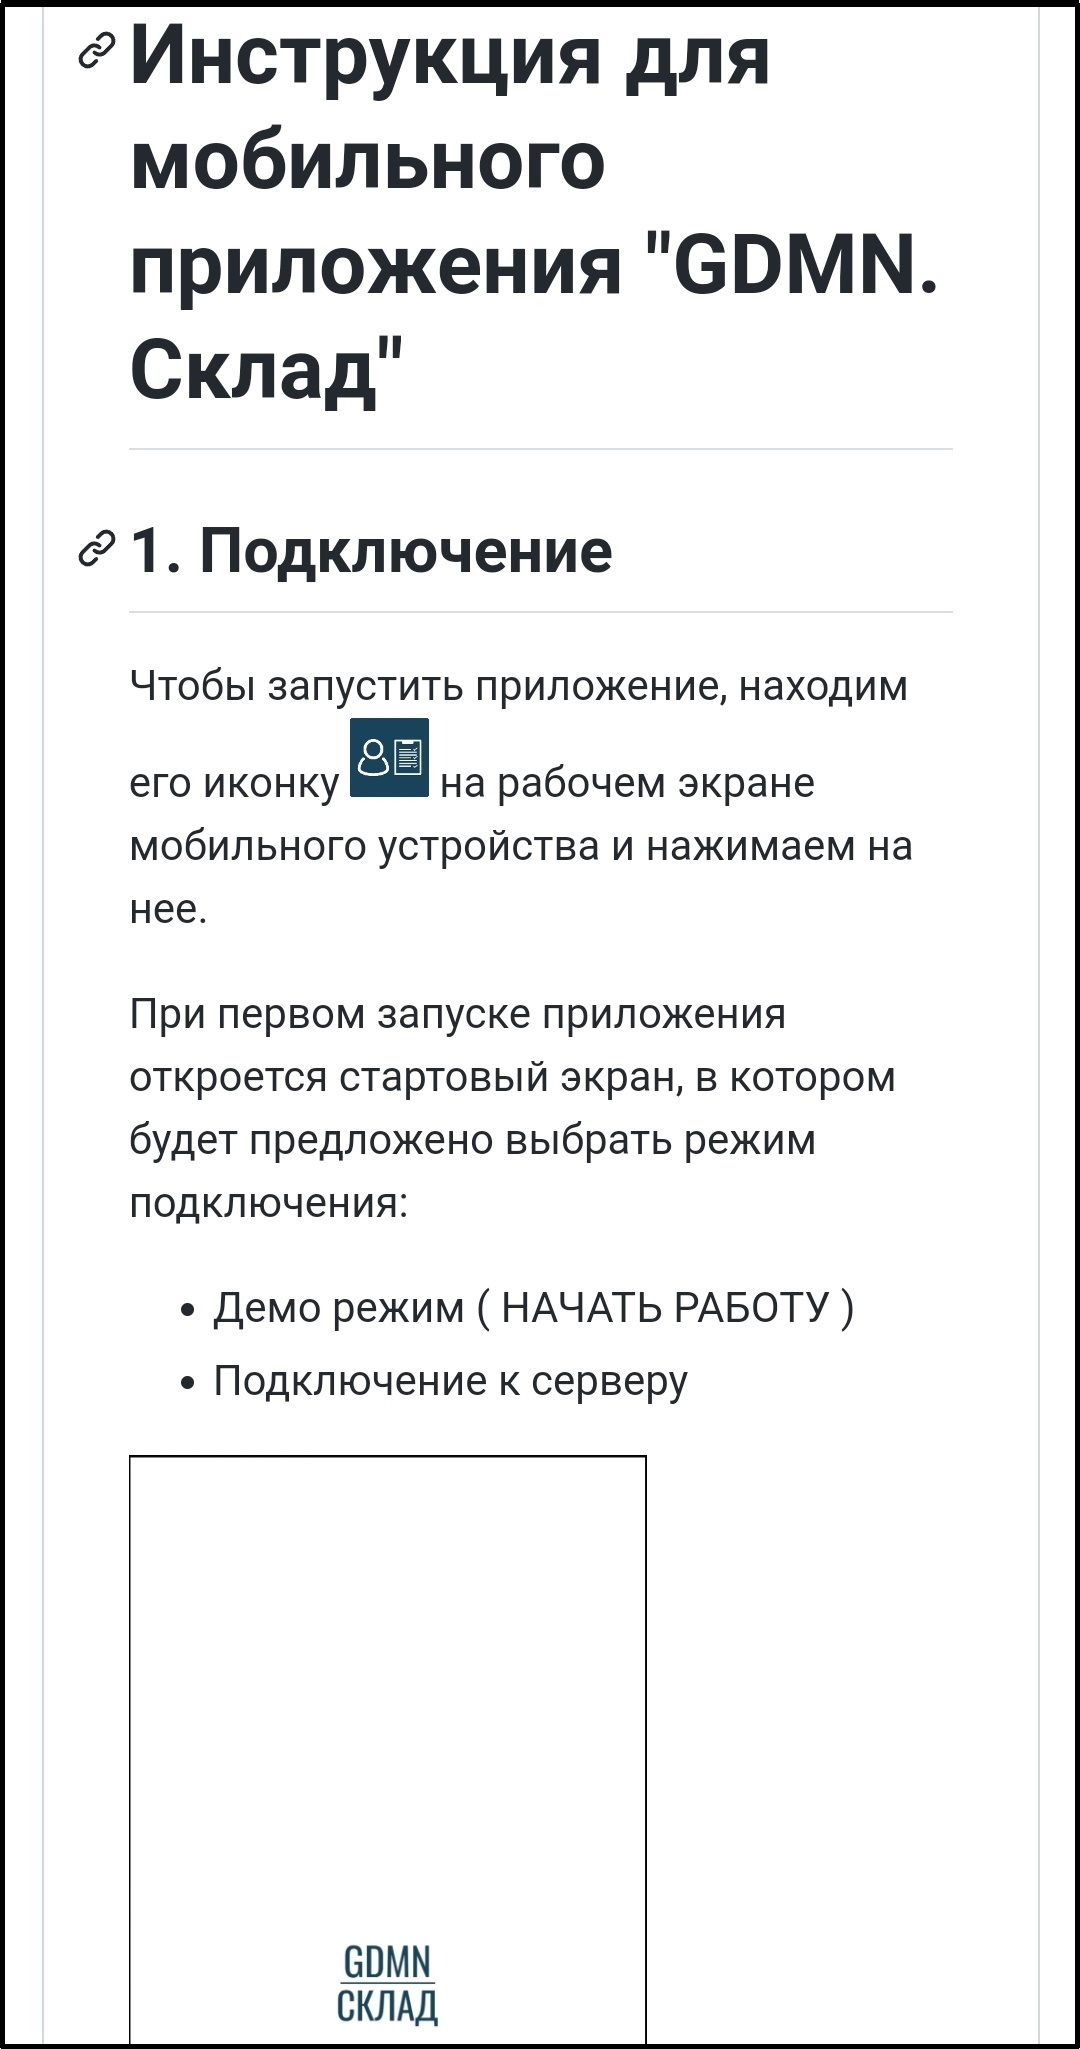 Инструкция для
мобильного
приложения "GDMN.
Склад"
1. Подключение
Чтобы запустить приложение, находим
его иконку на рабочем экране
мобильного устройства и нажимаем на
нее.
При первом запуске приложения
откроется стартовый экран, в котором
будет предложено выбрать режим
подключения:
• Демо режим ( НАЧАТЬ РАБОТУ )
• Подключение к серверу
GDMN
СКЛАД